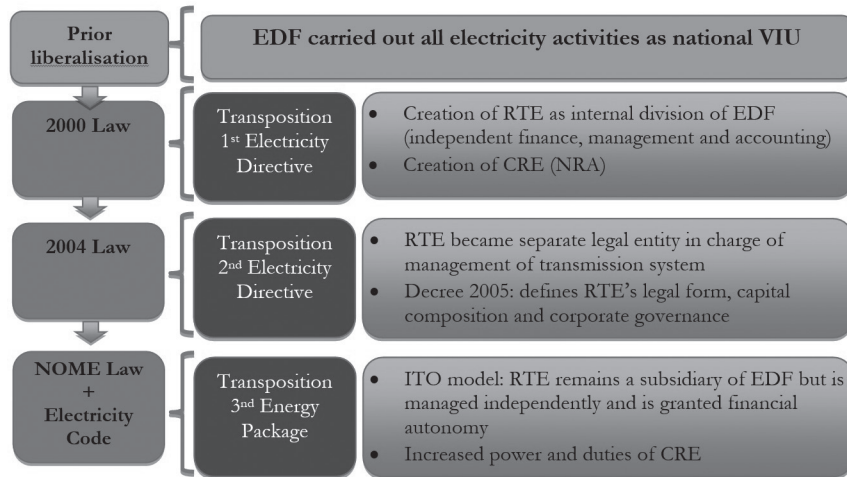 Prior
liberalisation
EDF carried out all electricity activities as national VIU
2000 Law
Transposition
1st Electricity
Directive
• Creation of RTE as internal division of EDF
(independent finance, management and accounting)
• Creation of CRE (NRA)
2004 Law
Transposition
2nd Electricity
Directive
• RTE became separate legal entity in charge of
management of transmission system
• Decree 2005: defines RTE's legal form, capital
composition and corporate governance
NOME Law
+
Electricity
Code
Transposition
3nd Energy
Package
• ITO model: RTE remains a subsidiary of EDF but is
managed independently and is granted financial
autonomy
• Increased power and duties of CRE